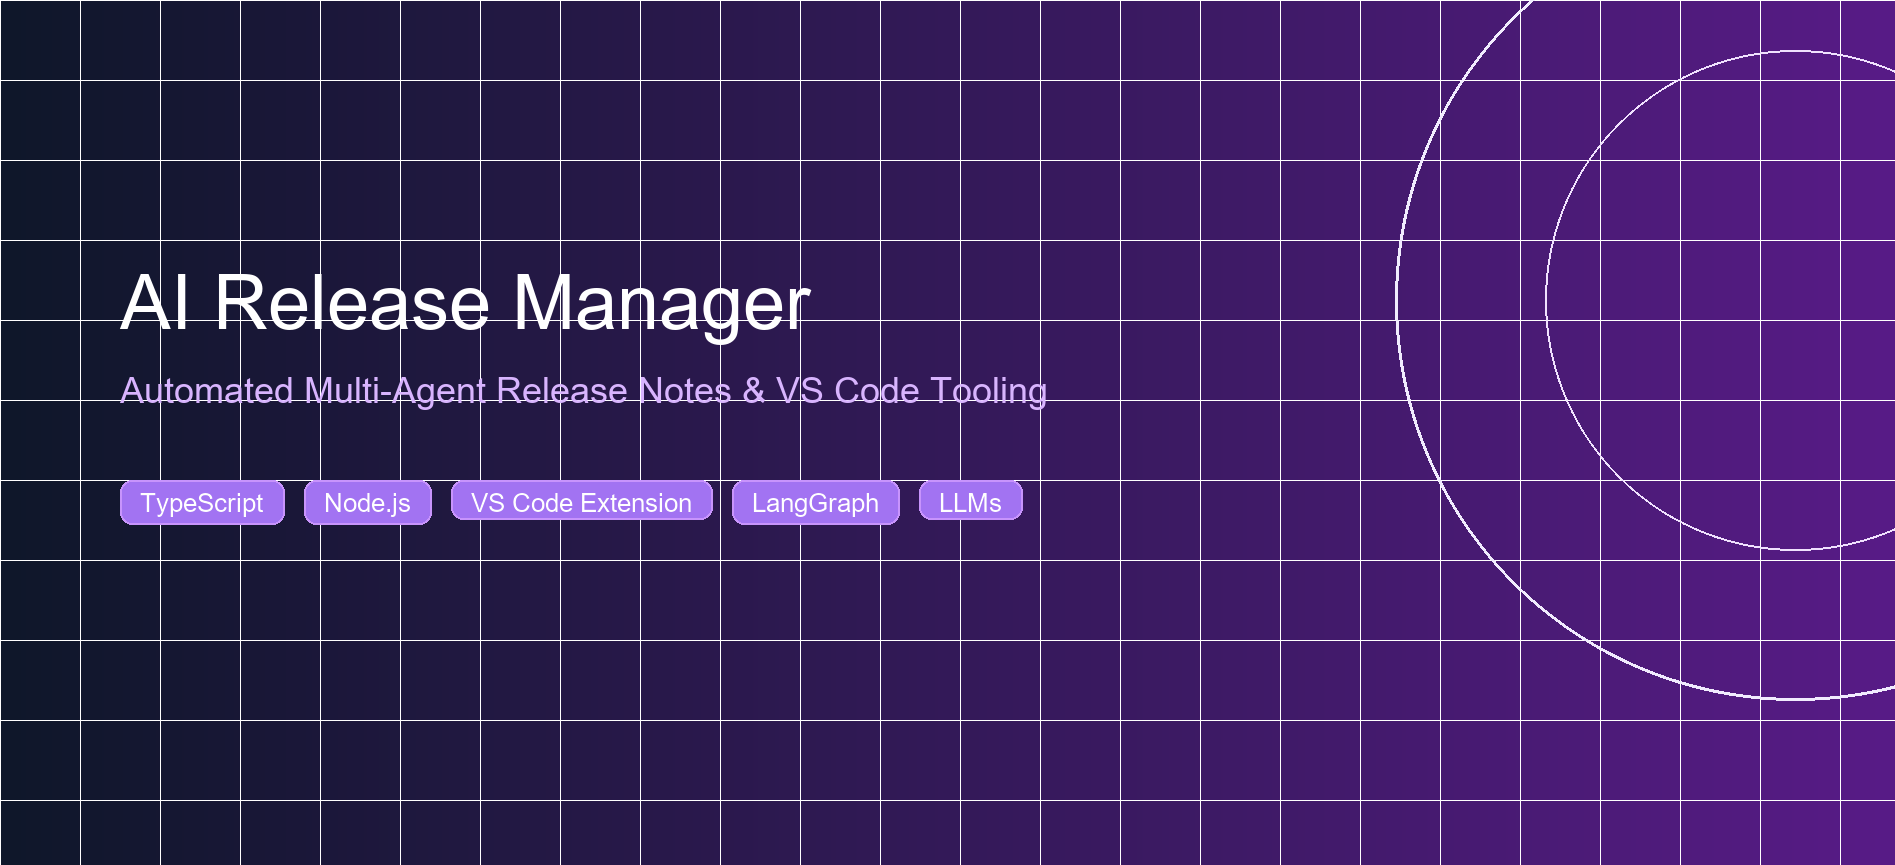 AI Release Manager
Automated Multi-Agent Release Notes & VS Code Tooling
TypeScript Node.js VS Code Extension LangGraph LLMs